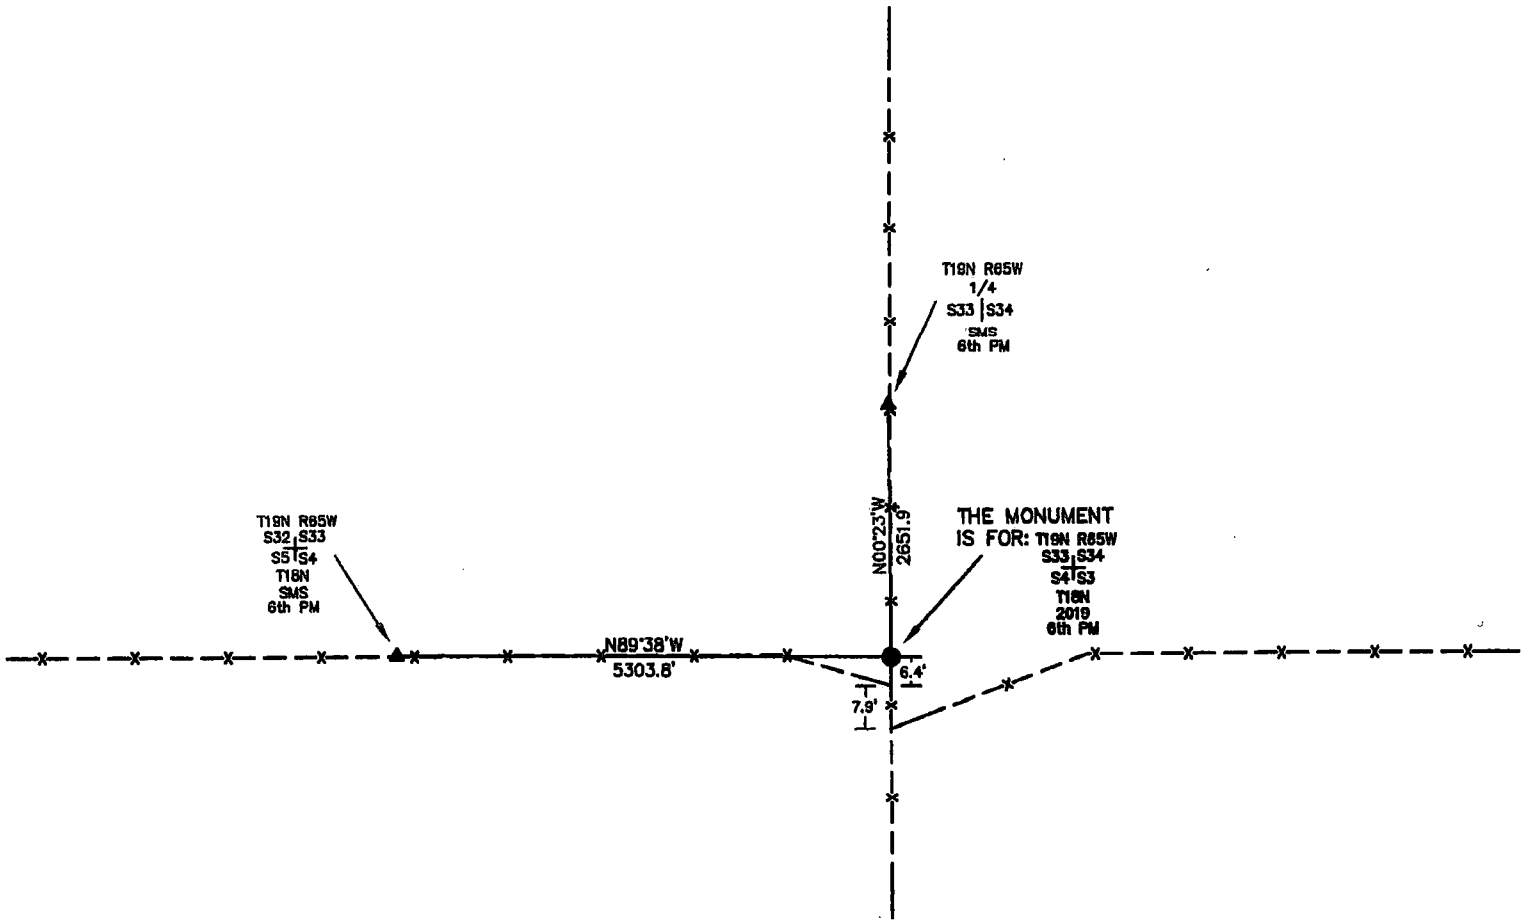 T19N R65W
1/4
S33 S34
SMS
6th PM
T19N R65W
S32 S33
S5 S4
T18N
SMS
6th PM
N00°23'W
2651.9'
THE MONUMENT
IS FOR: T19N R65W
S33 S34
S4 S3
T18N
2019
6th PM
N89°38'W
5303.8'
6.4'
7.9'